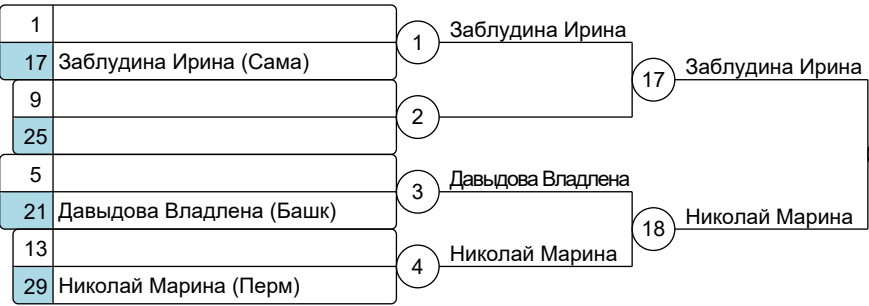 1
Заблудина Ирина
1
17 Заблудина Ирина (Сама)
17
Заблудина Ирина
9
2
25
5
Давыдова Владлена
3
21 Давыдова Владлена (Башк)
18
Николай Марина
13
Николай Марина
4
29 Николай Марина (Перм)